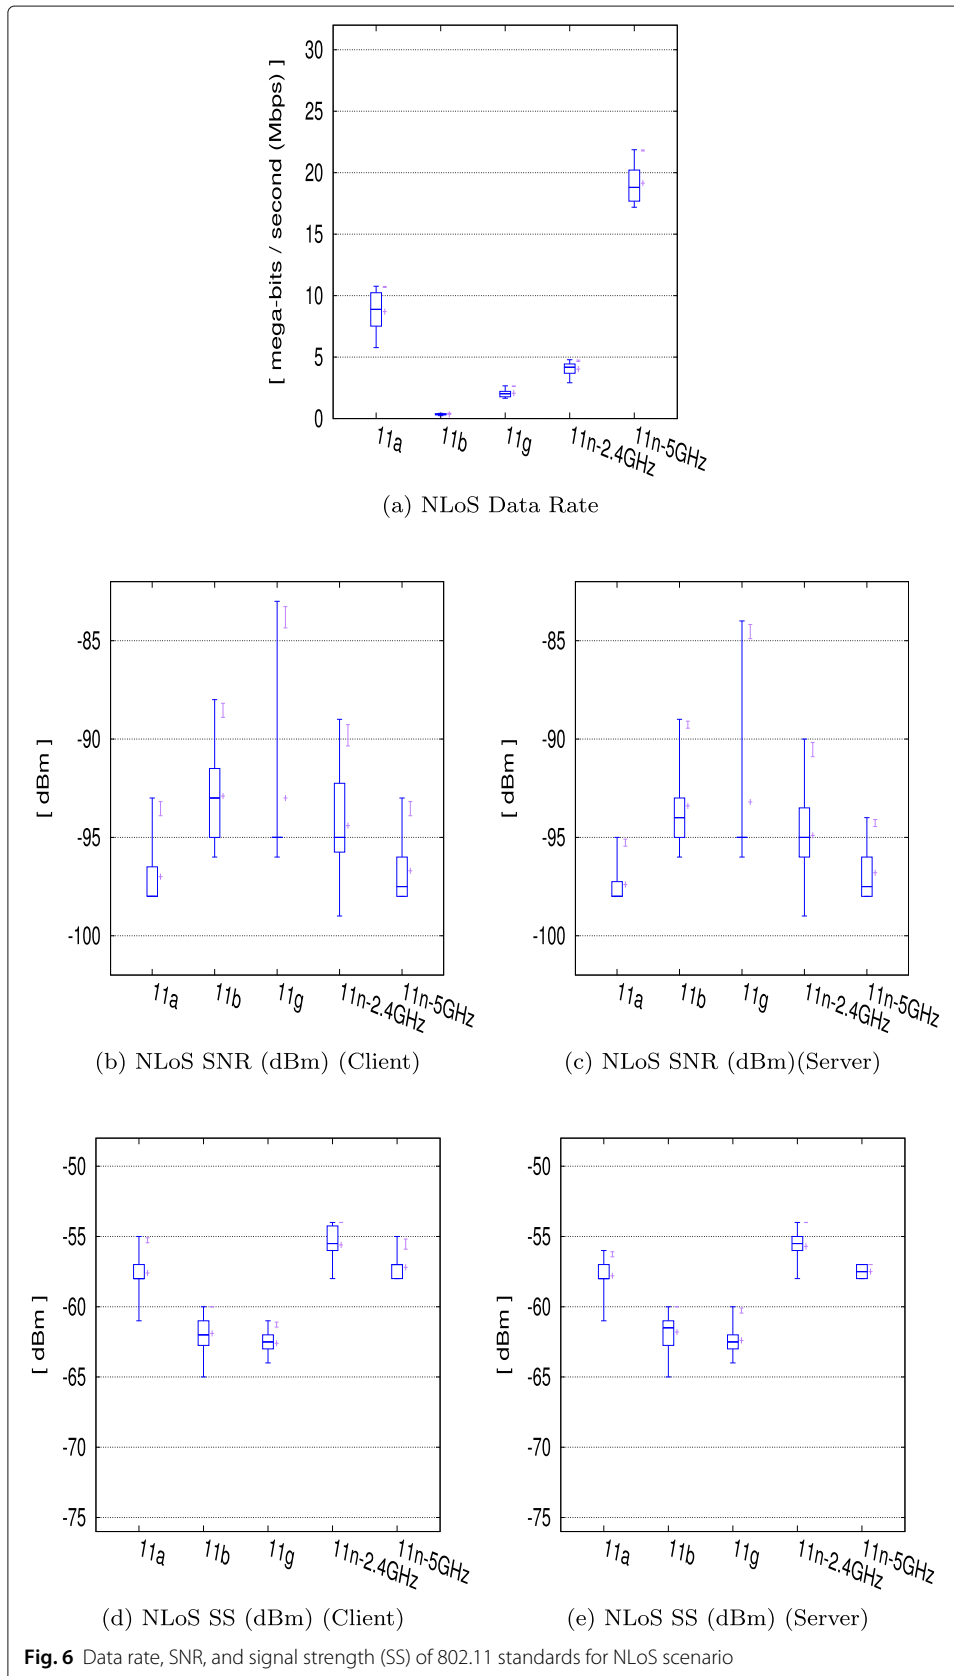 [ mega-bits / second (Mbps) ]
30
25
20
15
10
5
0
11a
11b
11g
11n-2.4GHz
11n-5GHz
(a) NLoS Data Rate
[ dBm ]
-85
-90
-95
-100
11a
11b
11g
11n-2.4GHz
11n-5GHz
(b) NLoS SNR (dBm) (Client)
[ dBm ]
-85
-90
-95
-100
11a
11b
11g
11n-2.4GHz
11n-5GHz
(c) NLoS SNR (dBm)(Server)
[ dBm ]
-50
-55
-60
-65
-70
-75
11a
11b
11g
11n-2.4GHz
11n-5GHz
(d) NLoS SS (dBm) (Client)
[ dBm ]
-50
-55
-60
-65
-70
-75
11a
11b
11g
11n-2.4GHz
11n-5GHz
(e) NLoS SS (dBm) (Server)
Fig. 6 Data rate, SNR, and signal strength (SS) of 802.11 standards for NLoS scenario